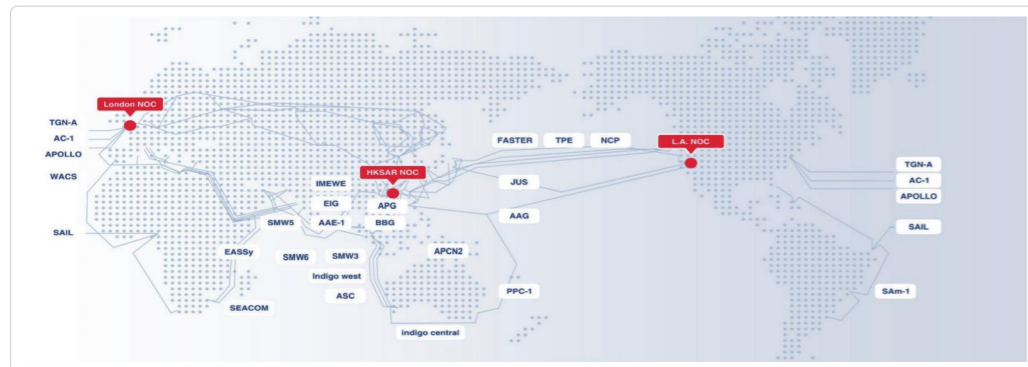 London NOC
TGN-A
AC-1
APOLLO
WACS
SAIL
HKSAR NOC
IMEWE
EIG
APG
SMW5
AAE-1
BBG
EASSy
SMW6
SMW3
Indigo west
ASC
SEACOM
indigo central
APCN2
FASTER
TPE
NCP
L.A. NOC
JUS
AAG
PPC-1
TGN-A
AC-1
APOLLO
SAIL
SAm-1